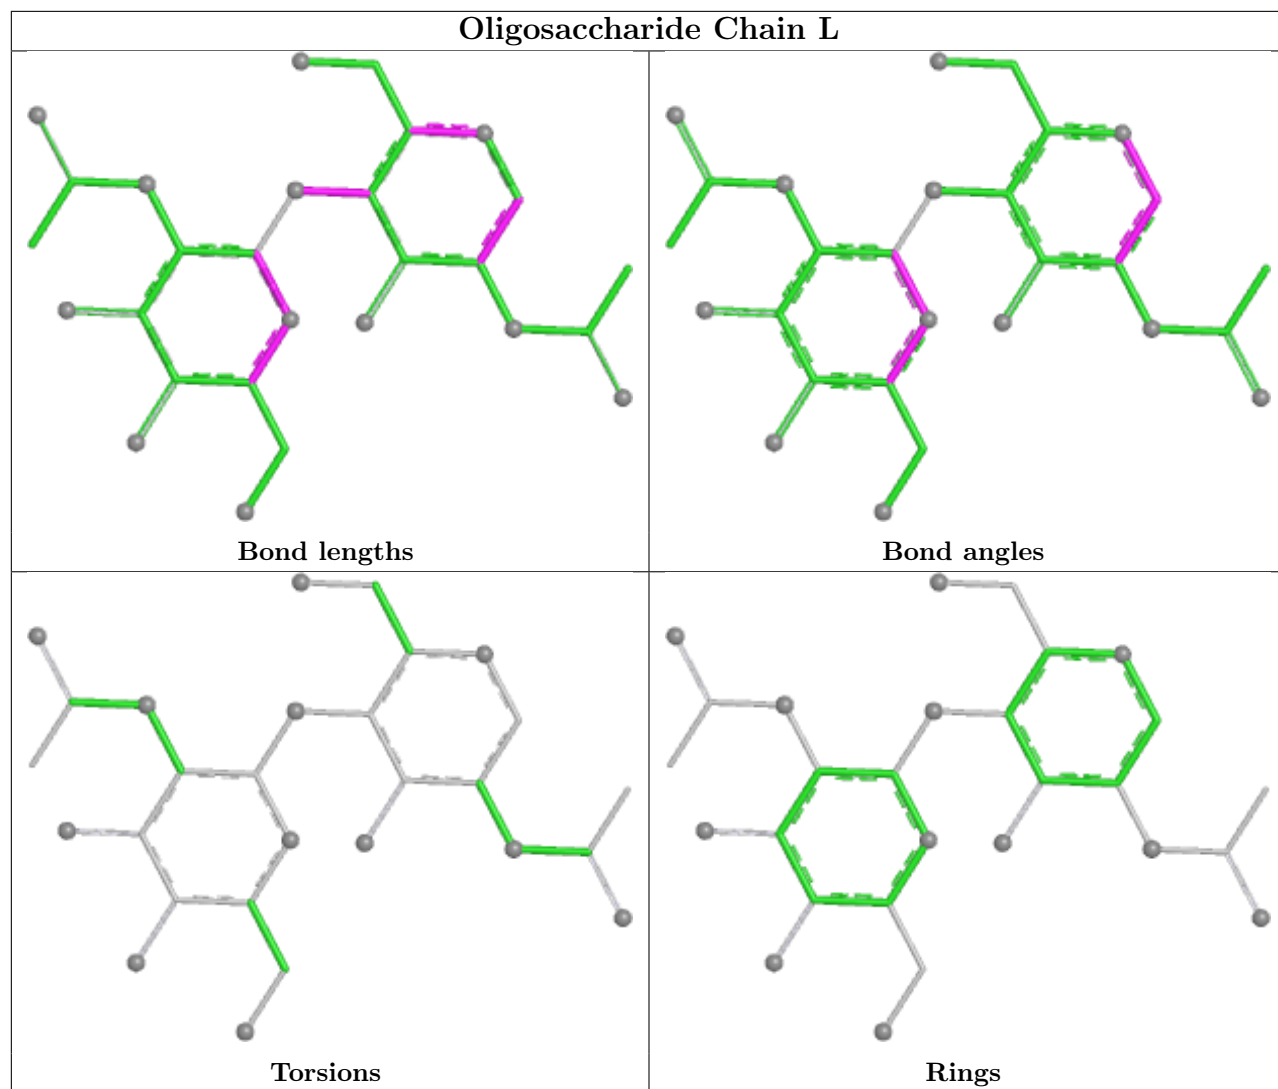 Oligosaccharide Chain L
Bond lengths
Bond angles
Torsions
Rings